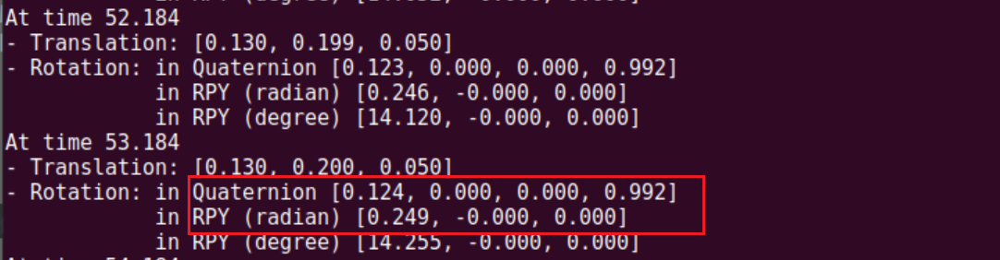 At time 52.184
- Translation: [0.130, 0.199, 0.050]
- Rotation: in Quaternion [0.123, 0.000, 0.000, 0.992]
            in RPY (radian) [0.246, -0.000, 0.000]
            in RPY (degree) [14.120, -0.000, 0.000]
At time 53.184
- Translation: [0.130, 0.200, 0.050]
- Rotation: in Quaternion [0.124, 0.000, 0.000, 0.992]
            in RPY (radian) [0.249, -0.000, 0.000]
            in RPY (degree) [14.255, -0.000, 0.000]